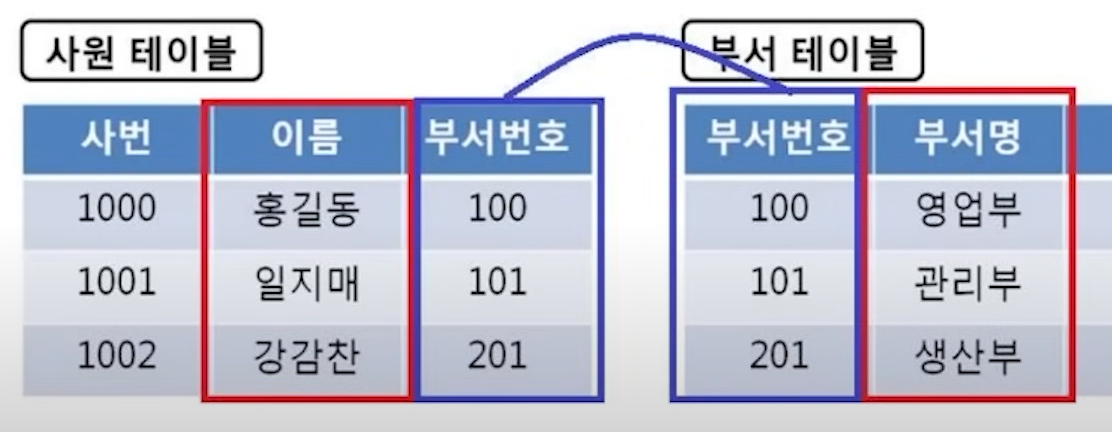 사원 테이블
부서 테이블
사번 이름 부서번호
1000 홍길동 100
1001 일지매 101
1002 강감찬 201
부서번호 부서명
100 영업부
101 관리부
201 생산부